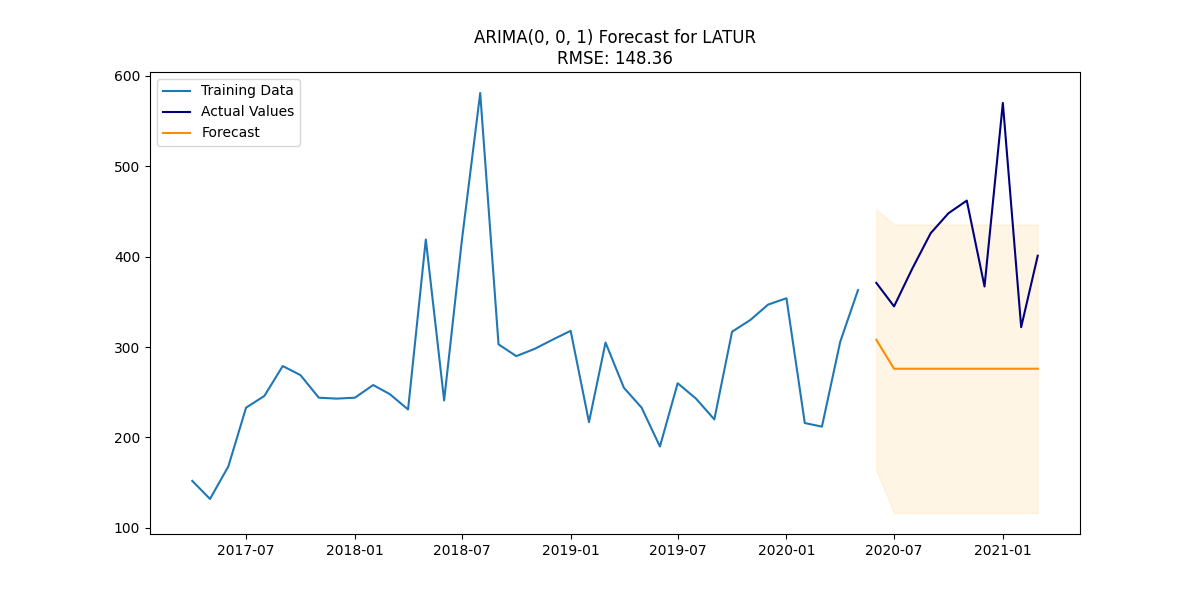 ARIMA(0, 0, 1) Forecast for LATUR
RMSE: 148.36
Training Data
Actual Values
Forecast
600
500
400
300
200
100
2017-07 2018-01 2018-07 2019-01 2019-07 2020-01 2020-07 2021-01